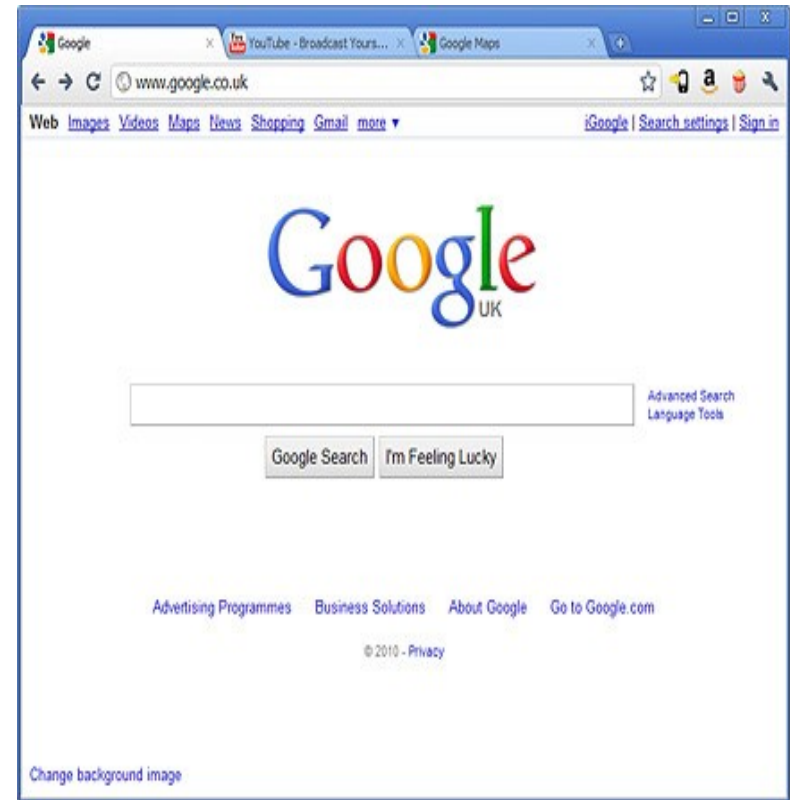 Google YouTube - Broadcast Yours... Google Maps
www.google.co.uk
Web Images Videos Maps News Shopping Gmail more ▼ iGoogle | Search settings | Sign in
Google
UK
Advanced Search
Language Tools
Google Search I'm Feeling Lucky
Advertising Programmes Business Solutions About Google Go to Google.com
© 2010 - Privacy
Change background image